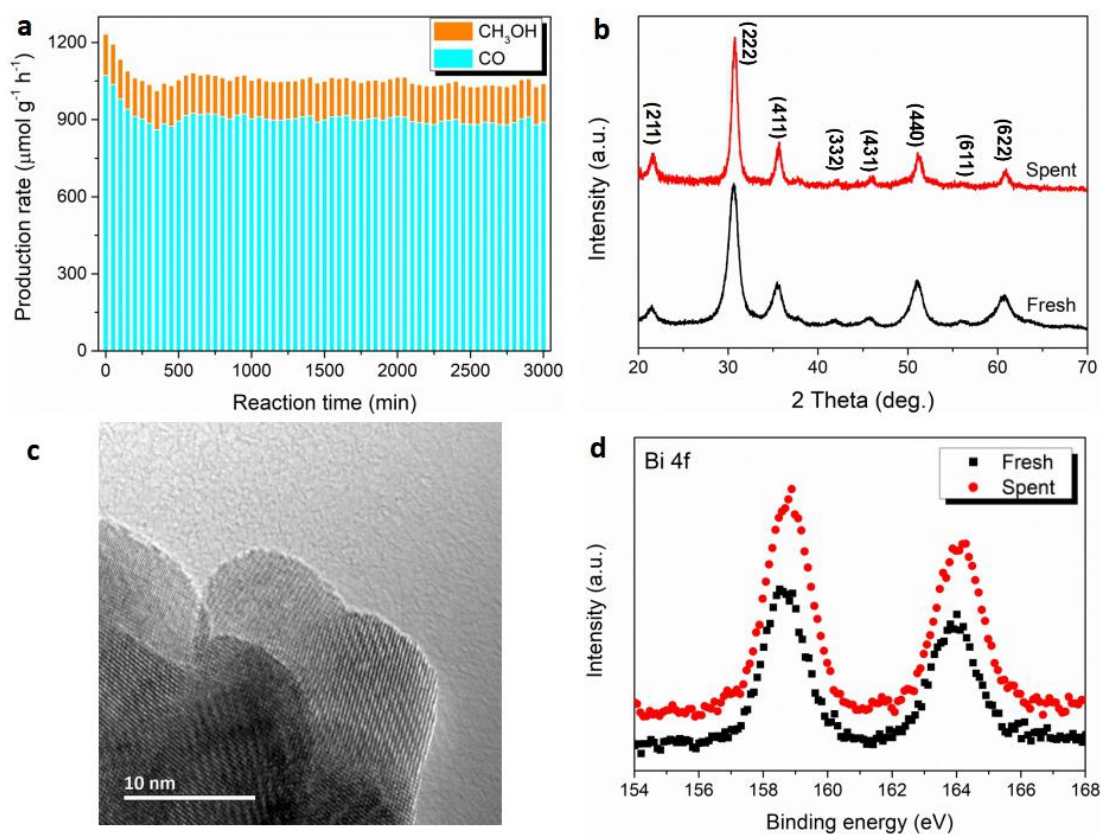 a
CH₃OH
CO
1200
900
600
300
0
Production rate (μmol g⁻¹ h⁻¹)
0 500 1000 1500 2000 2500 3000
Reaction time (min)
b
(211)
(222)
(411)
(332)
(431)
(440)
(611)
(622)
Spent
Fresh
Intensity (a.u.)
20 30 40 50 60 70
2 Theta (deg.)
c
10 nm
d
Bi 4f
Fresh
Spent
Intensity (a.u.)
154 156 158 160 162 164 166 168
Binding energy (eV)